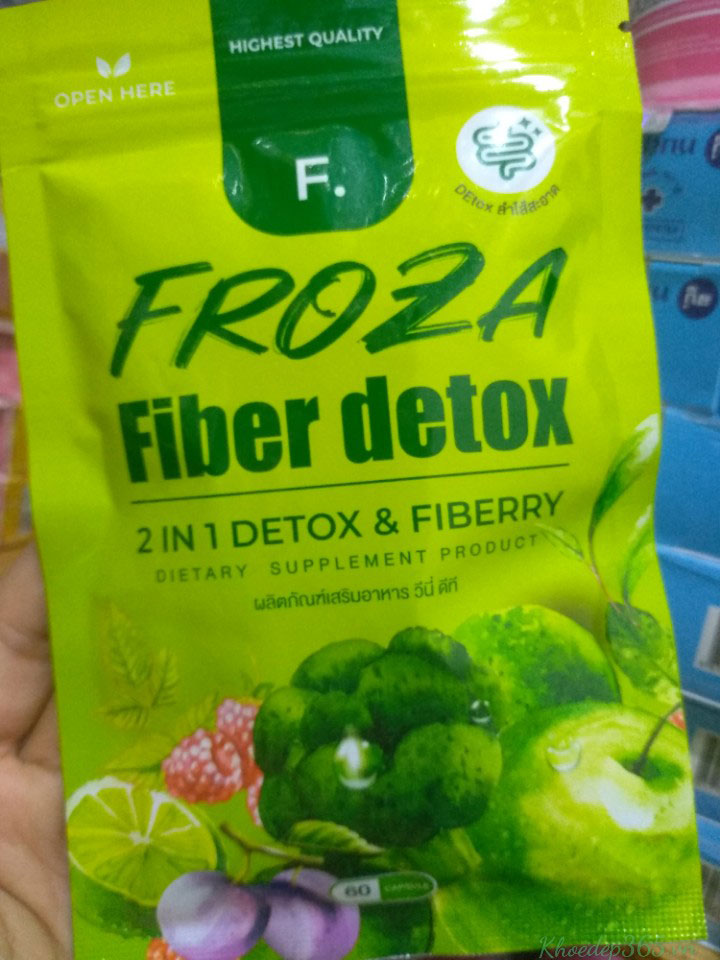 HIGHEST QUALITY
OPEN HERE
F.
DEtox ลำไส้สะอาด
FROZA
Fiber detox
2 IN 1 DETOX & FIBERRY
DIETARY SUPPLEMENT PRODUCT
ผลิตภัณฑ์เสริมอาหาร วีนี่ ดีที
60 CAPSULE